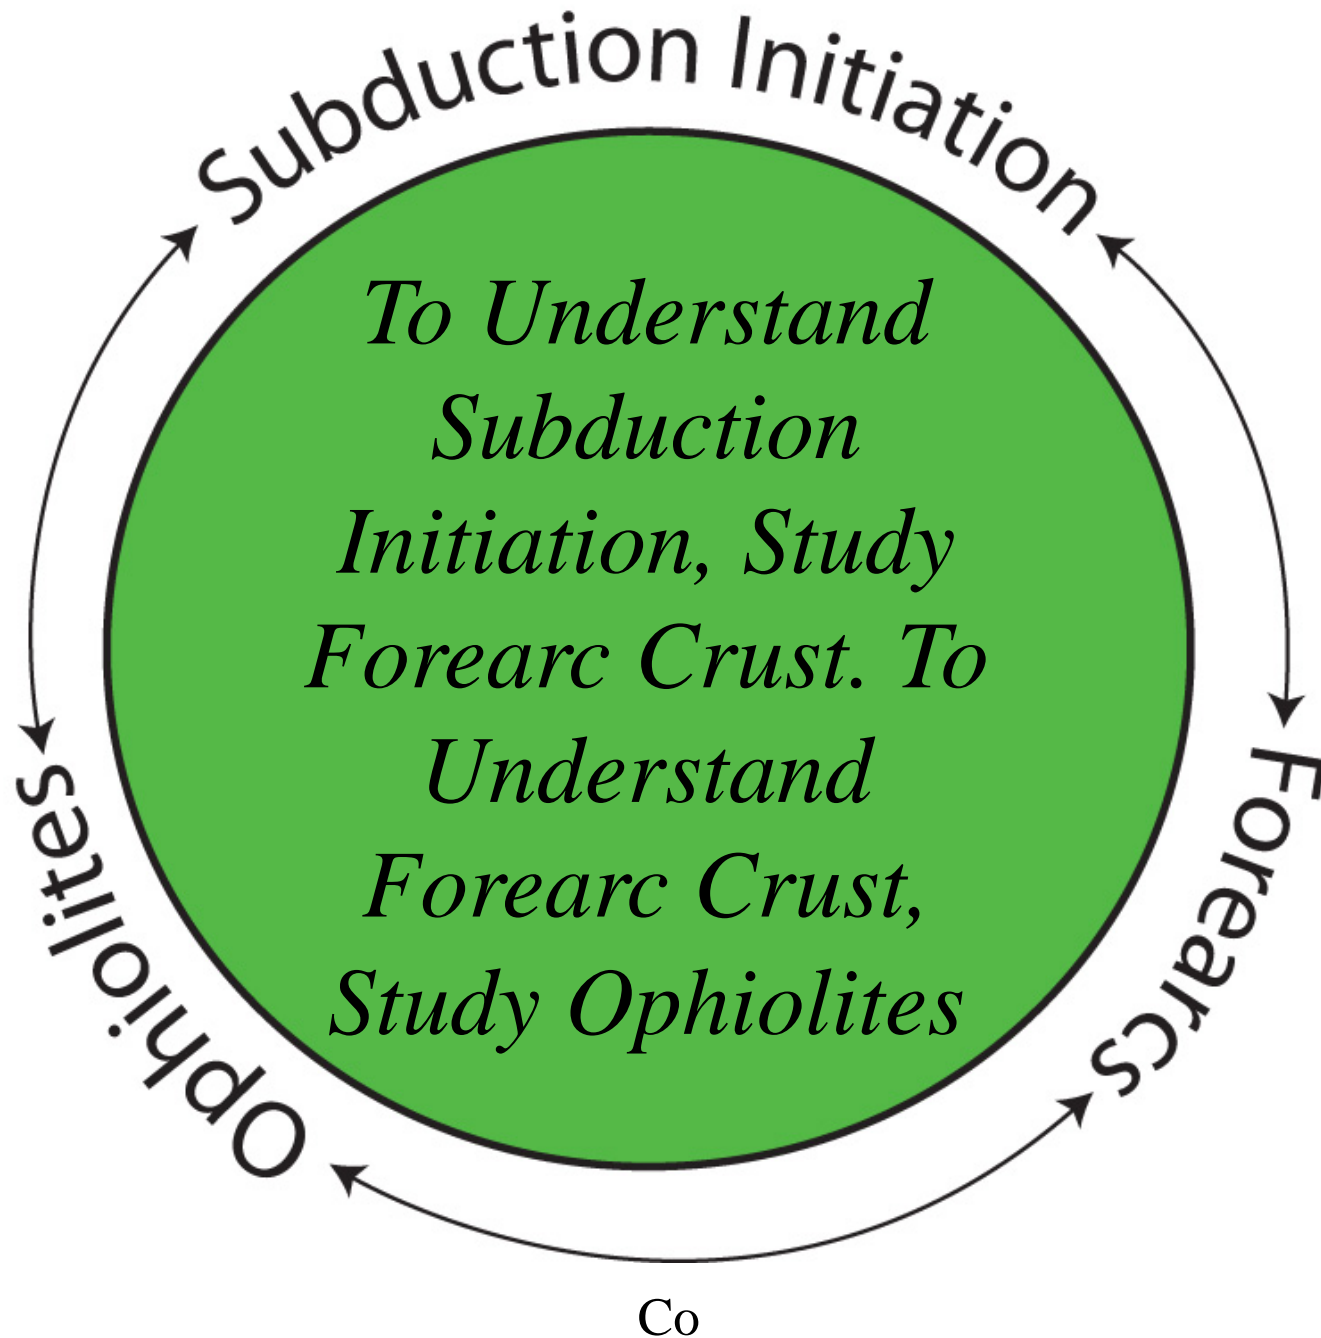 Subduction Initiation
To Understand
Subduction
Initiation, Study
Forearc Crust. To
Understand
Forearc Crust,
Study Ophiolites
Forearcs
Ophiolites
Co